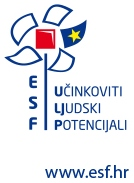 ESF
UČINKOVITI
LJUDSKI
POTENCIJALI
www.esf.hr